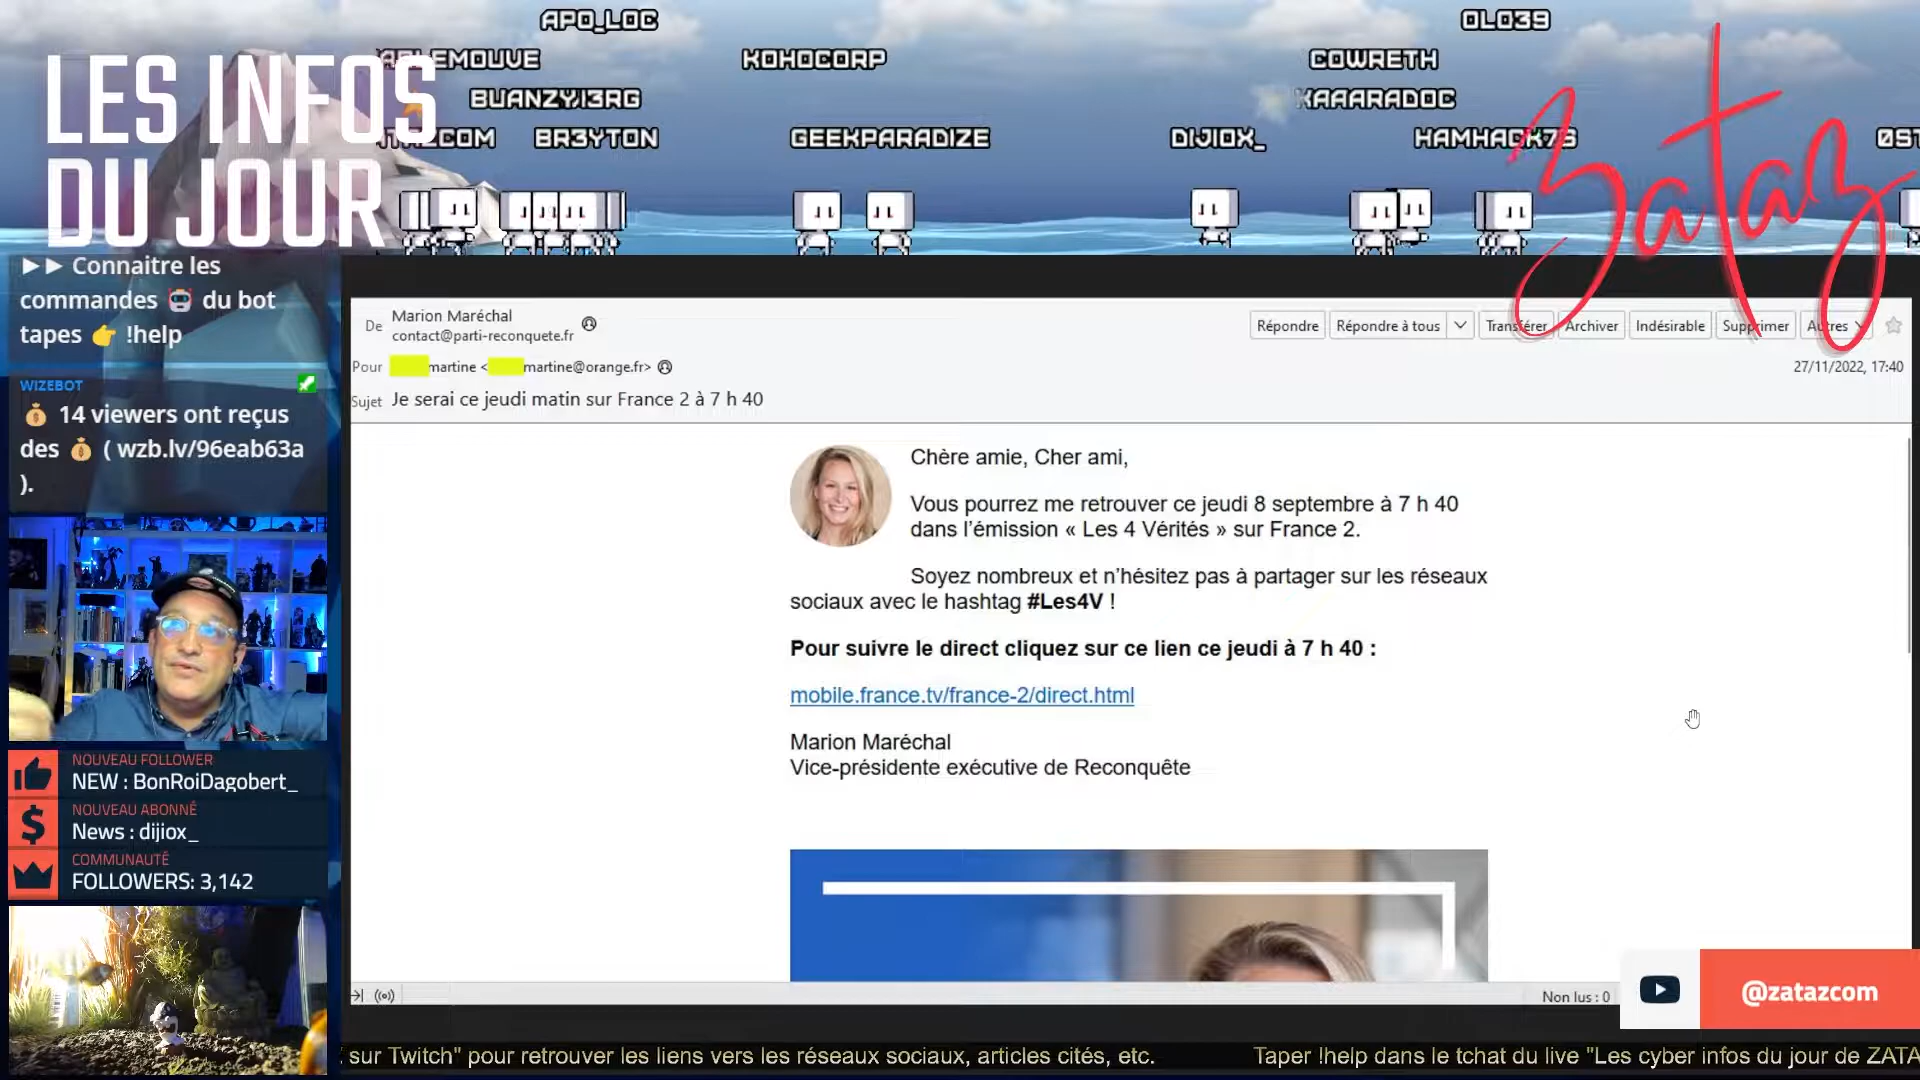 APO_LOC
OLO39
EMOUVE
KOHOCORP
COWRETH
BUANZY13RG
KAAARADOC
COM
BR3YTON
GEEKPARADIZE
DIJIOX_
HAMHACK7S
ØST
LES INFOS
DU JOUR
Zataz
►► Connaitre les
commandes 🤖 du bot
tapes 👉 !help
WIZEBOT
💰 14 viewers ont reçus
des 💰 ( wzb.lv/96eab63a
).
NOUVEAU FOLLOWER
NEW : BonRoiDagobert_
NOUVEAU ABONNÉ
News : dijiox_
COMMUNAUTÉ
FOLLOWERS: 3,142
De
Marion Maréchal
contact@parti-reconquete.fr
Répondre
Répondre à tous
Transférer
Archiver
Indésirable
Supprimer
Autres
Pour martine < martine@orange.fr>
27/11/2022, 17:40
Sujet Je serai ce jeudi matin sur France 2 à 7 h 40
Chère amie, Cher ami,
Vous pourrez me retrouver ce jeudi 8 septembre à 7 h 40
dans l’émission « Les 4 Vérités » sur France 2.
Soyez nombreux et n’hésitez pas à partager sur les réseaux
sociaux avec le hashtag #Les4V !
Pour suivre le direct cliquez sur ce lien ce jeudi à 7 h 40 :
mobile.france.tv/france-2/direct.html
Marion Maréchal
Vice-présidente exécutive de Reconquête
Non lus : 0
@zatazcom
sur Twitch" pour retrouver les liens vers les réseaux sociaux, articles cités, etc.
Taper !help dans le tchat du live "Les cyber infos du jour de ZATA